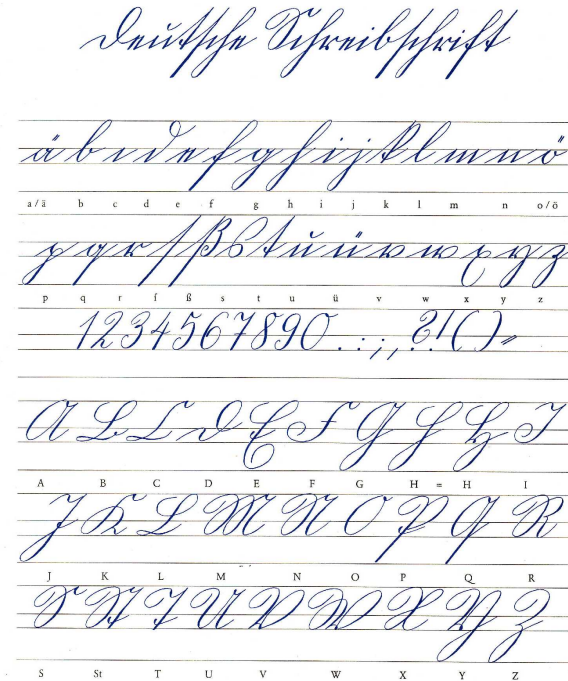 Deutsche Schreibschrift
ä b c d e f g h i j k l m n ö
a/ä b c d e f g h i j k l m n o/ö
p q r ſ ß s t u ü v w x y z
p q r f ß s t u ü v w x y z
1 2 3 4 5 6 7 8 9 0 . : ; , ? ! ( ) =
A B C D E F G H H I
A B C D E F G H = H I
J K L M N O P Q R
J K L M N O P Q R
S St T U V W X Y Z
S St T U V W X Y Z